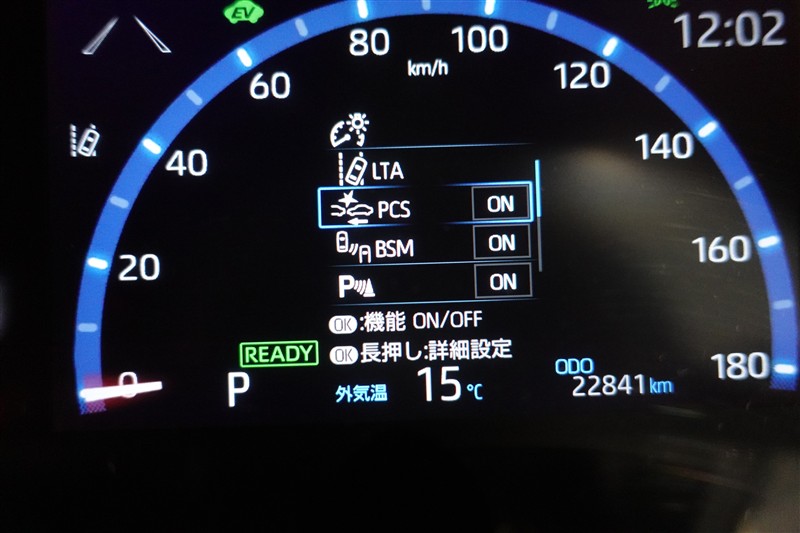 EV
12:02
80
100
km/h
60
120
40
140
LTA
PCS ON
BSM ON
20
160
P ON
OK:機能 ON/OFF
READY
OK長押し:詳細設定
0
P
外気温 15℃
ODO
22841km
180